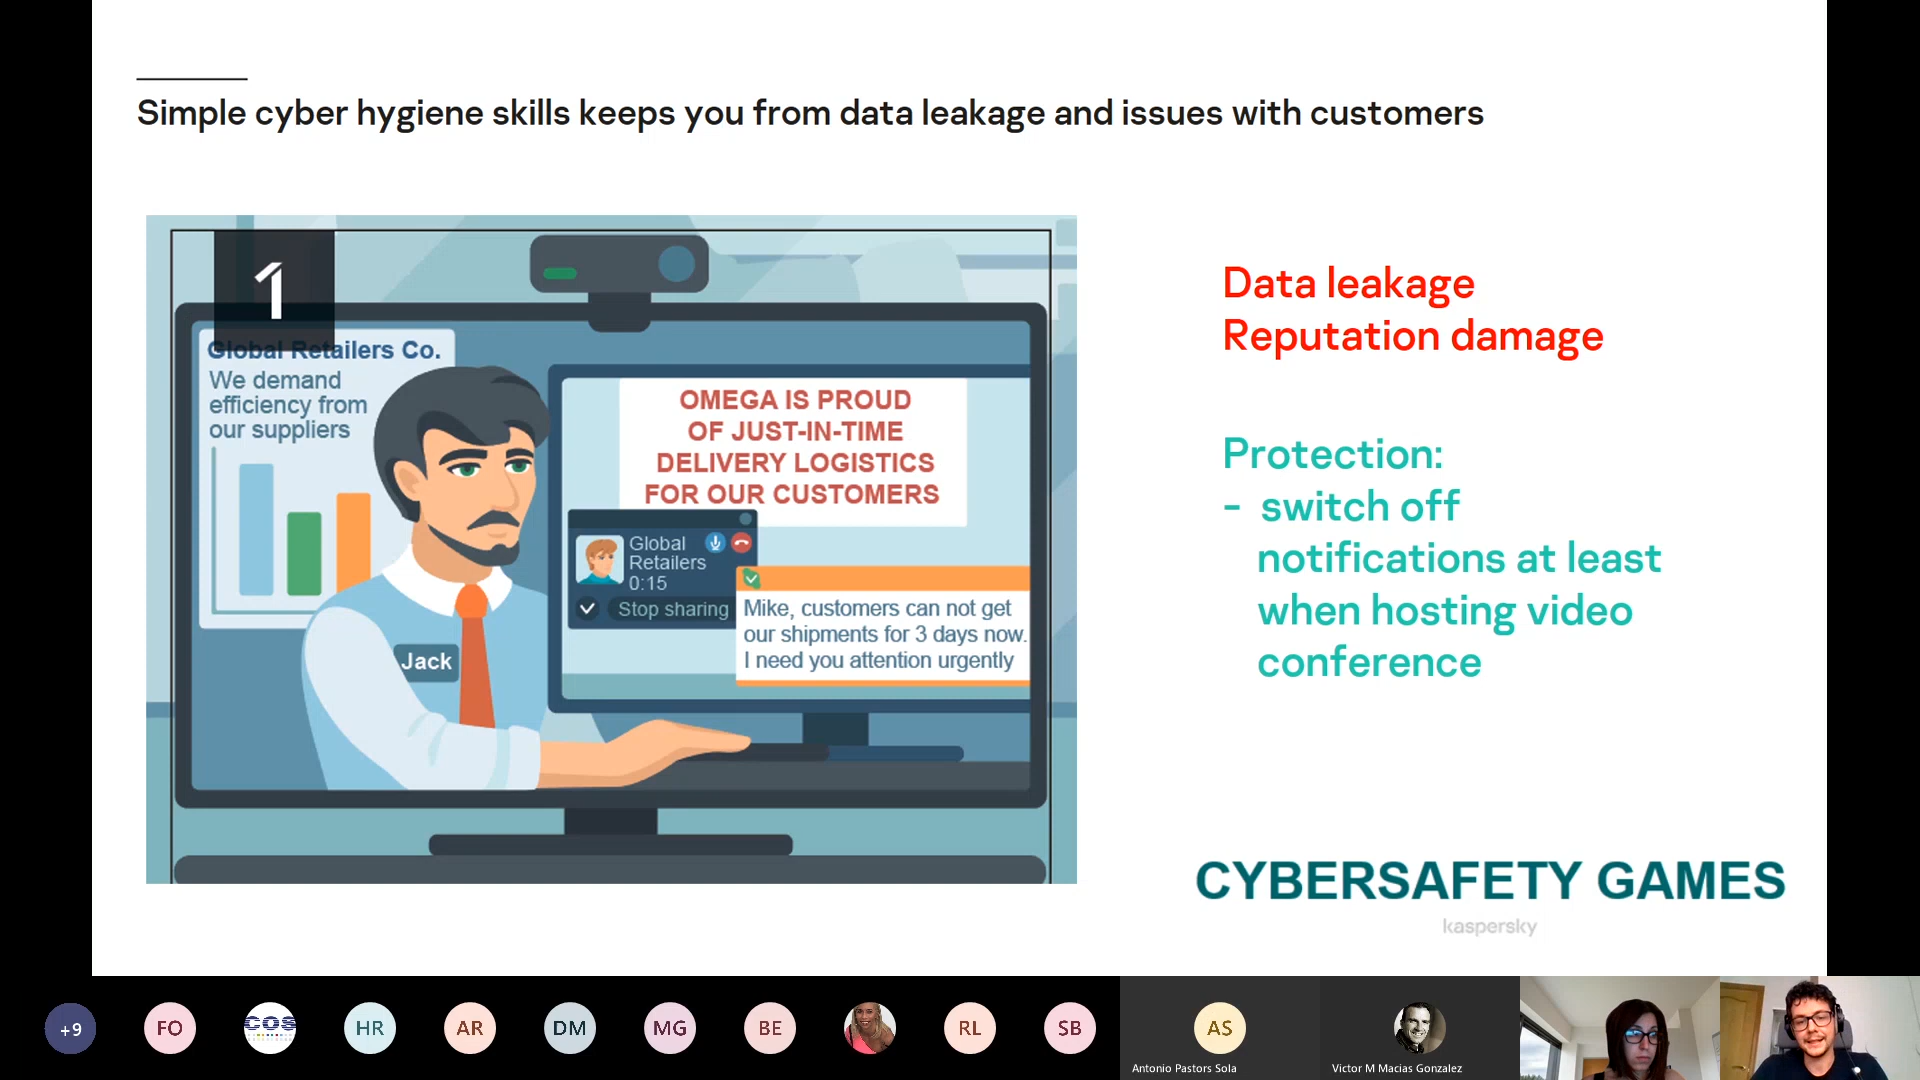 Simple cyber hygiene skills keeps you from data leakage and issues with customers
1
Global Retailers Co.
We demand
efficiency from
our suppliers
OMEGA IS PROUD
OF JUST-IN-TIME
DELIVERY LOGISTICS
FOR OUR CUSTOMERS
Global
Retailers
0:15
Stop sharing
Mike, customers can not get
our shipments for 3 days now.
I need you attention urgently
Jack
Data leakage
Reputation damage
Protection:
- switch off
notifications at least
when hosting video
conference
CYBERSAFETY GAMES
kaspersky
+9
FO
cos
HR
AR
DM
MG
BE
RL
SB
AS
Antonio Pastors Sola
Victor M Macias Gonzalez